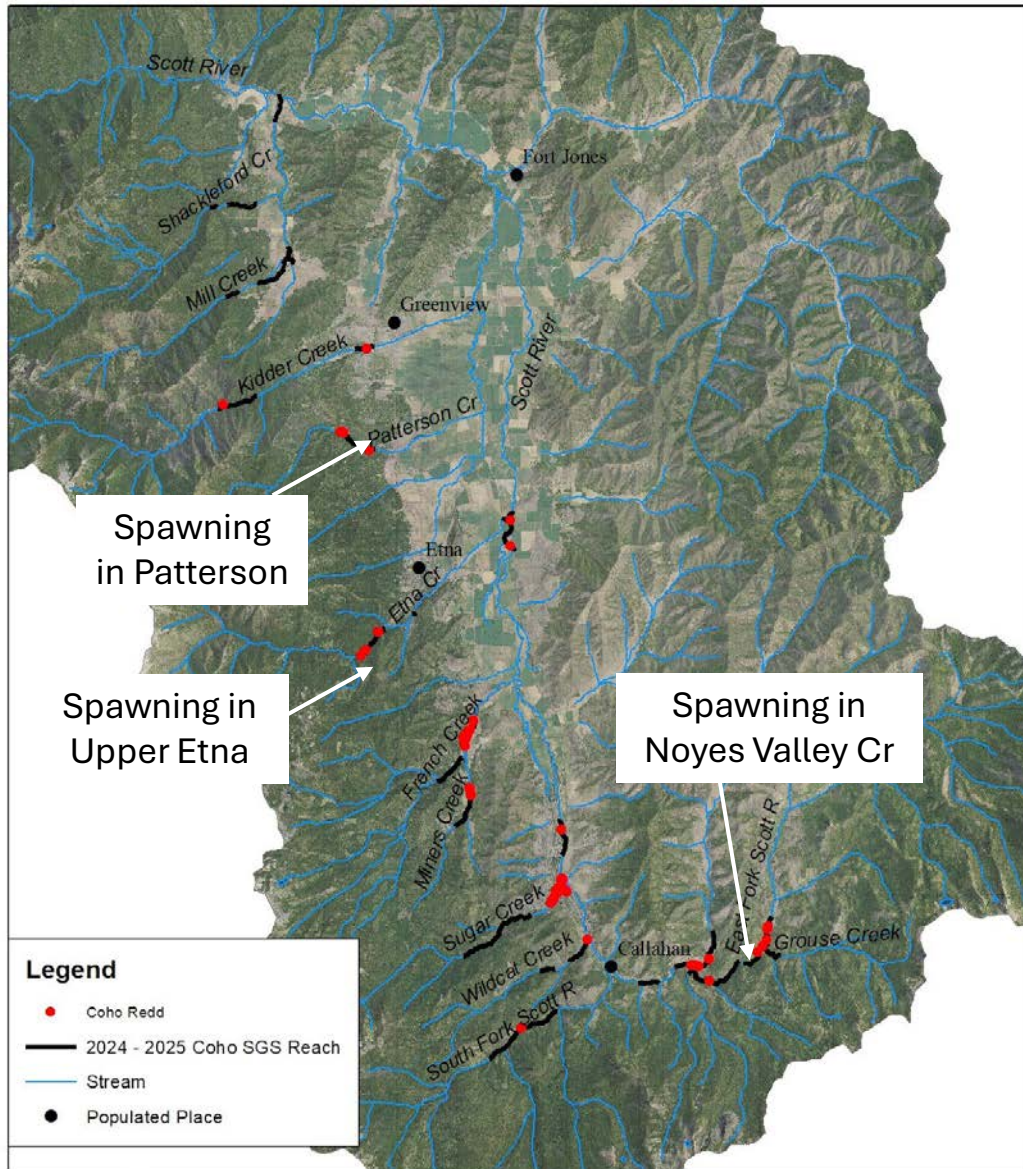 Scott River
Shackleford Cr
Fort Jones
Mill Creek
Greenview
Kidder Creek
Scott River
Patterson Cr
Spawning
in Patterson
Etna
Etna Cr
Spawning in
Upper Etna
Spawning in
Noyes Valley Cr
French Creek
Miners Creek
East Fork Scott R
Sugar Creek
Grouse Creek
Wildcat Creek
Callahan
South Fork Scott R
Legend
Coho Redd
2024 - 2025 Coho SGS Reach
Stream
Populated Place